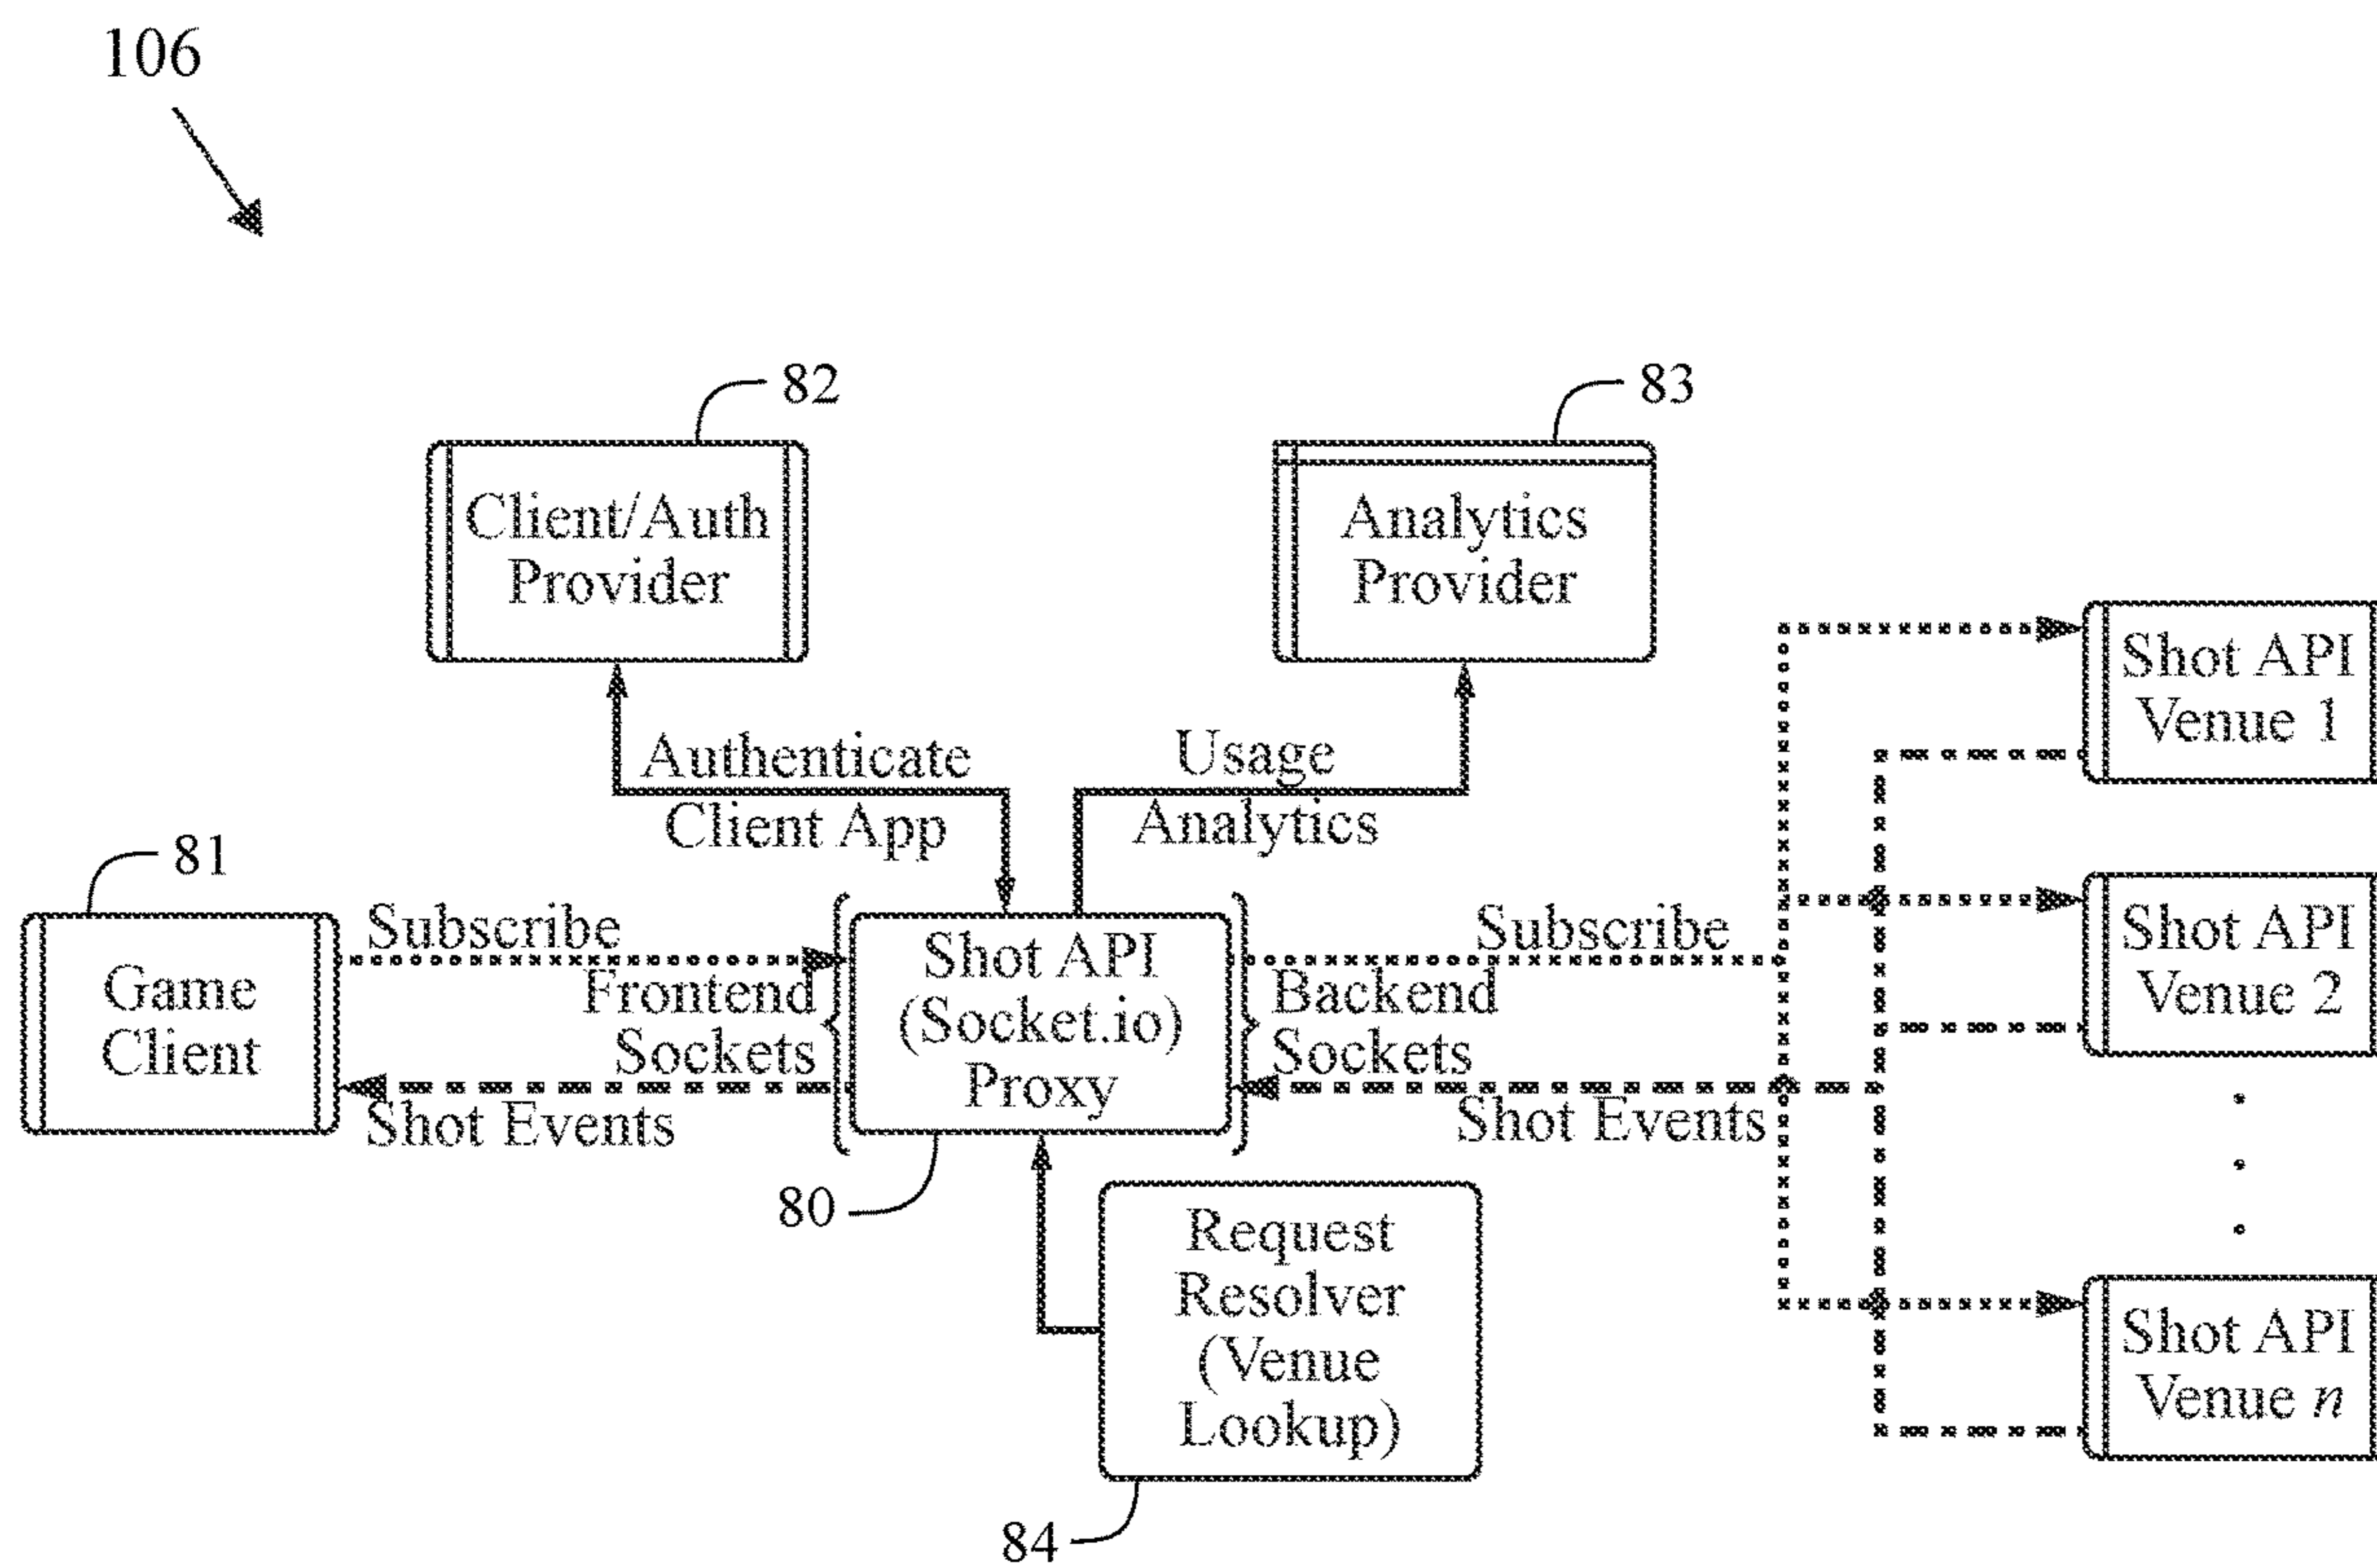 106
82
83
Client/Auth
Provider
Analytics
Provider
Shot API
Venue 1
Authenticate
Client App
Usage
Analytics
81
Game
Client
Subscribe
Frontend
Sockets
Shot Events
Shot API
(Socket.io)
Proxy
Subscribe
Backend
Sockets
Shot Events
Shot API
Venue 2
80
Request
Resolver
(Venue
Lookup)
84
Shot API
Venue n